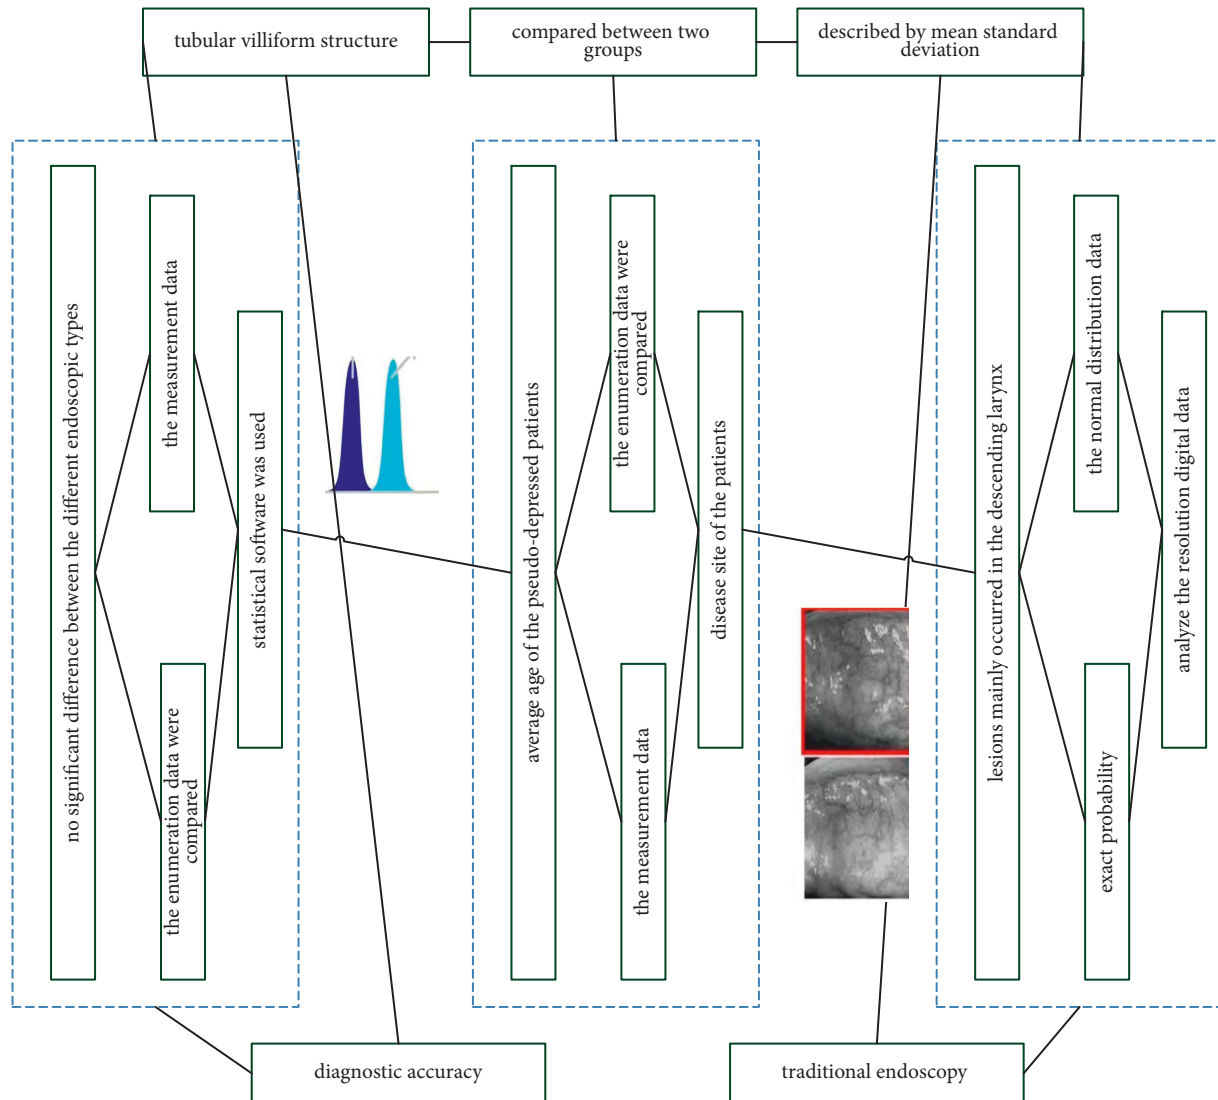 tubular villiform structure
compared between two
groups
described by mean standard
deviation
no significant difference between the different endoscopic types
the measurement data
the enumeration data were
compared
statistical software was used
average age of the pseudo-depressed patients
the enumeration data were
compared
the measurement data
disease site of the patients
lesions mainly occurred in the descending larynx
the normal distribution data
exact probability
analyze the resolution digital data
diagnostic accuracy
traditional endoscopy